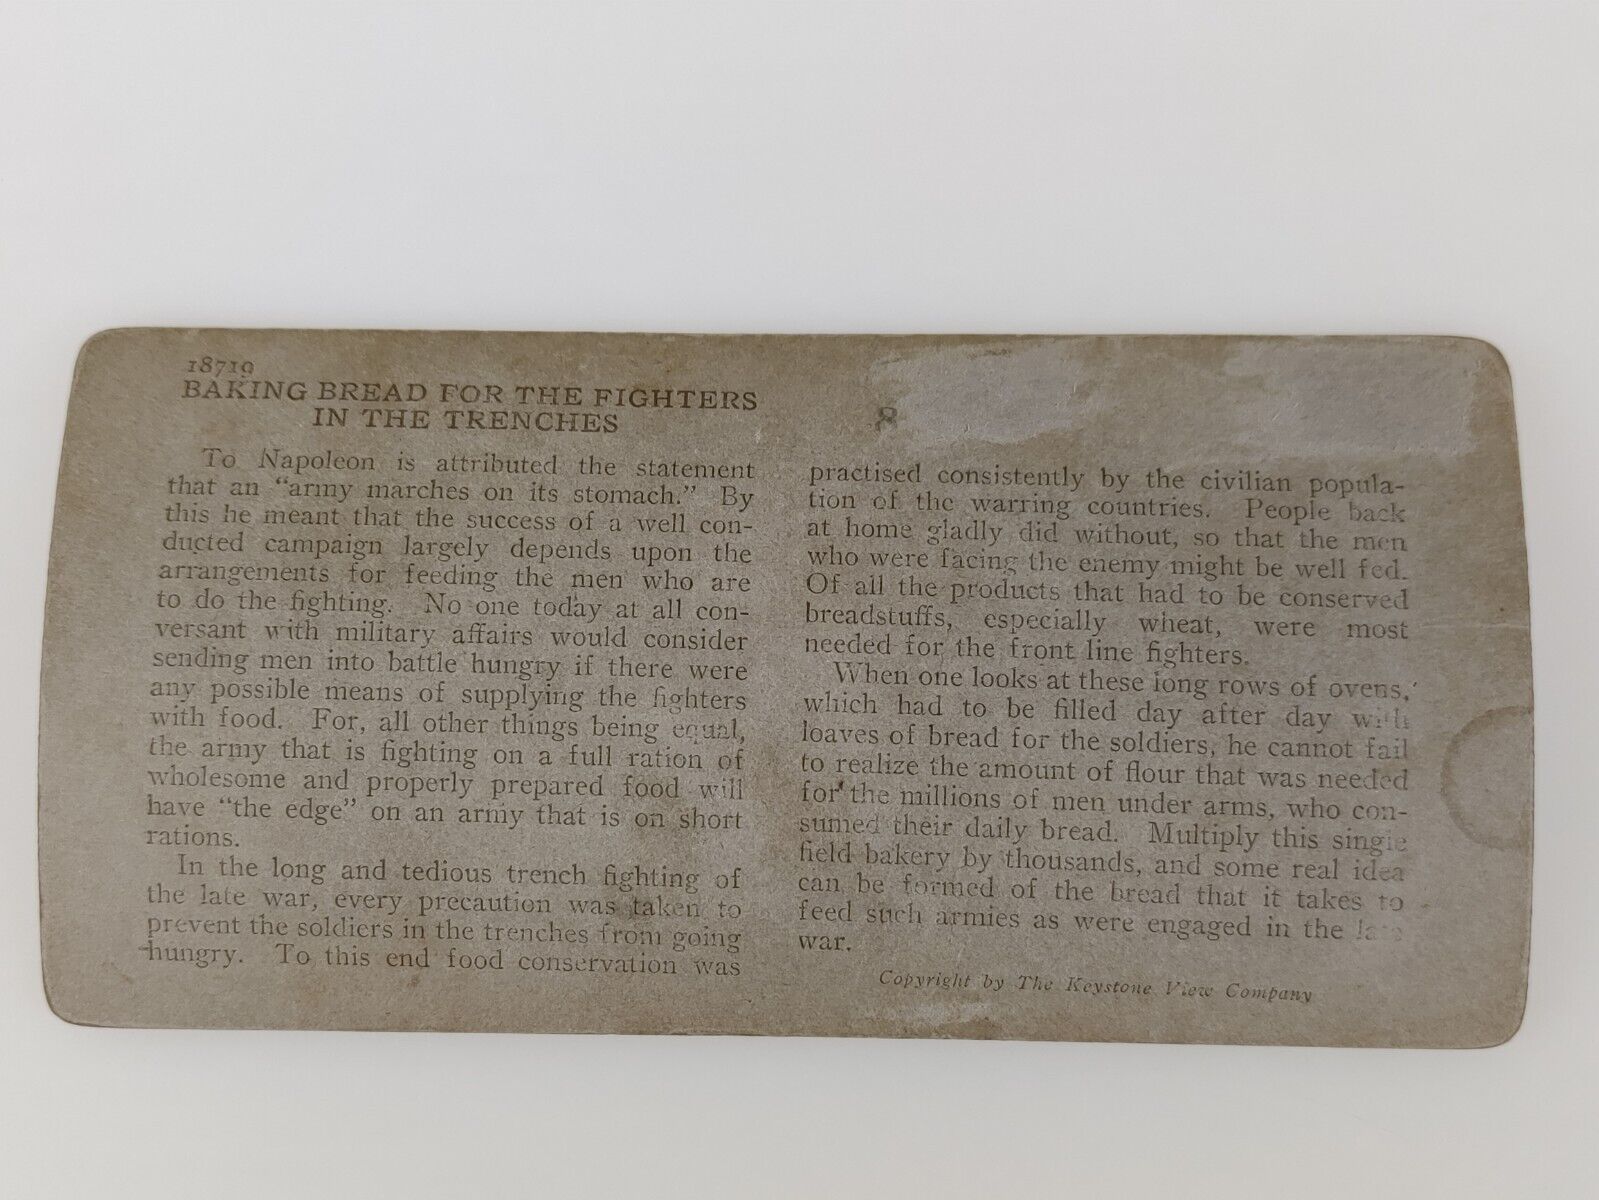 18719
BAKING BREAD FOR THE FIGHTERS
IN THE TRENCHES
To Napoleon is attributed the statement
that an "army marches on its stomach." By
this he meant that the success of a well con-
ducted campaign largely depends upon the
arrangements for feeding the men who are
to do the fighting. No one today at all con-
versant with military affairs would consider
sending men into battle hungry if there were
any possible means of supplying the fighters
with food. For, all other things being equal,
the army that is fighting on a full ration of
wholesome and properly prepared food will
have "the edge" on an army that is on short
rations.
In the long and tedious trench fighting of
the late war, every precaution was taken to
prevent the soldiers in the trenches from going
hungry. To this end food conservation was
8
practised consistently by the civilian popula-
tion of the warring countries. People back
at home gladly did without, so that the men
who were facing the enemy might be well fed.
Of all the products that had to be conserved
breadstuffs, especially wheat, were most
needed for the front line fighters.
When one looks at these long rows of ovens,
which had to be filled day after day with
loaves of bread for the soldiers, he cannot fail
to realize the amount of flour that was needed
for the millions of men under arms, who con-
sumed their daily bread. Multiply this single
field bakery by thousands, and some real idea
can be formed of the bread that it takes to
feed such armies as were engaged in the late
war.
Copyright by The Keystone View Company